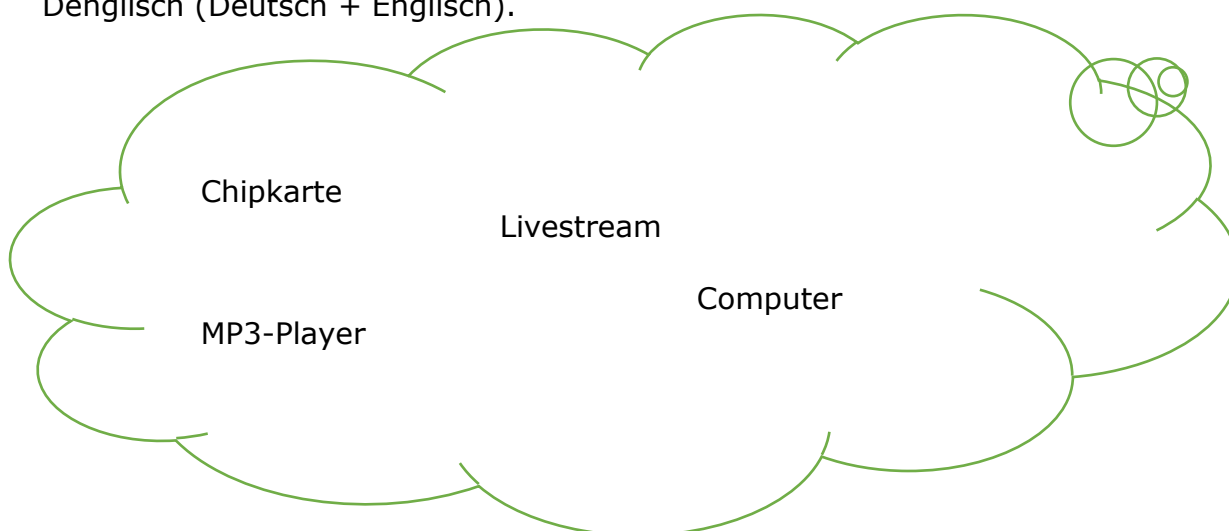 Denglisch (Deutsch + Englisch).
Chipkarte
Livestream
Computer
MP3-Player